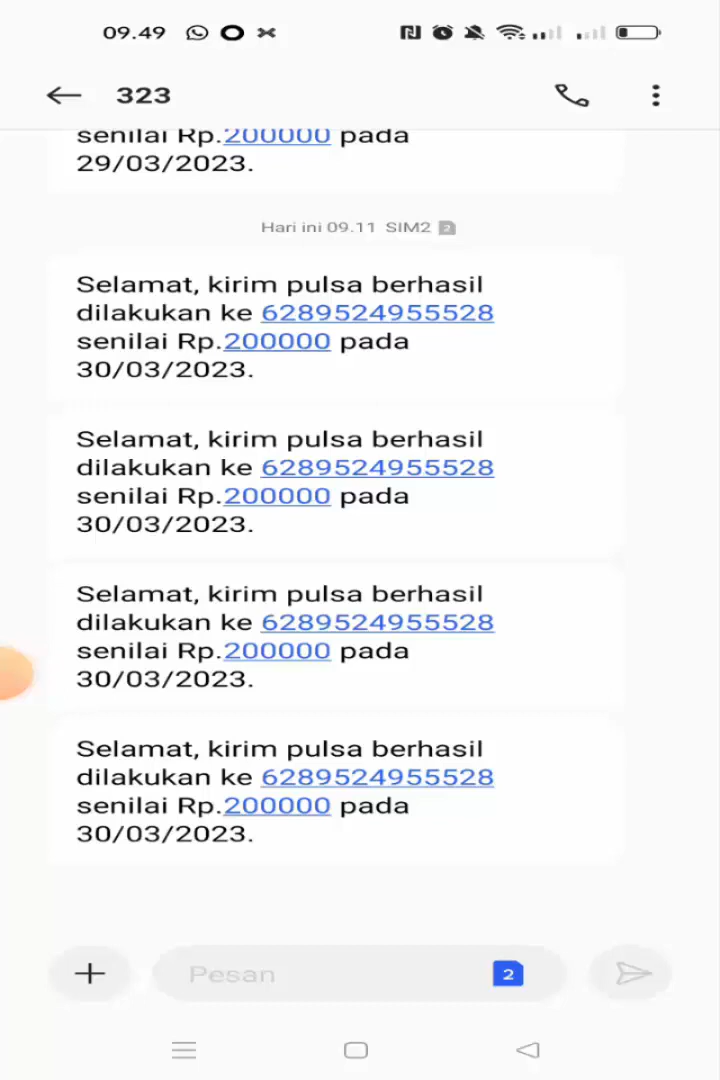 09.49
323
senilai Rp.200000 pada
29/03/2023.
Hari ini 09.11 SIM2 2
Selamat, kirim pulsa berhasil
dilakukan ke 6289524955528
senilai Rp.200000 pada
30/03/2023.
Selamat, kirim pulsa berhasil
dilakukan ke 6289524955528
senilai Rp.200000 pada
30/03/2023.
Selamat, kirim pulsa berhasil
dilakukan ke 6289524955528
senilai Rp.200000 pada
30/03/2023.
Selamat, kirim pulsa berhasil
dilakukan ke 6289524955528
senilai Rp.200000 pada
30/03/2023.
Pesan 2